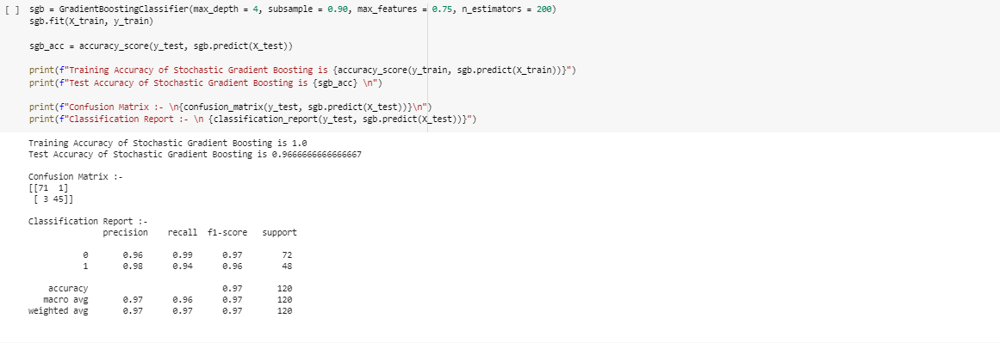 [ ] sgb = GradientBoostingClassifier(max_depth = 4, subsample = 0.90, max_features = 0.75, n_estimators = 200)
sgb.fit(X_train, y_train)
sgb_acc = accuracy_score(y_test, sgb.predict(X_test))
print(f"Training Accuracy of Stochastic Gradient Boosting is {accuracy_score(y_train, sgb.predict(X_train))}")
print(f"Test Accuracy of Stochastic Gradient Boosting is {sgb_acc} \n")
print(f"Confusion Matrix :- \n{confusion_matrix(y_test, sgb.predict(X_test))}\n")
print(f"Classification Report :- \n {classification_report(y_test, sgb.predict(X_test))}")
Training Accuracy of Stochastic Gradient Boosting is 1.0
Test Accuracy of Stochastic Gradient Boosting is 0.9666666666666667
Confusion Matrix :-
[[71  1]
 [ 3 45]]
Classification Report :-
precision    recall  f1-score   support
0       0.96      0.99      0.97        72
1       0.98      0.94      0.96        48
accuracy                           0.97       120
macro avg       0.97      0.96      0.97       120
weighted avg       0.97      0.97      0.97       120